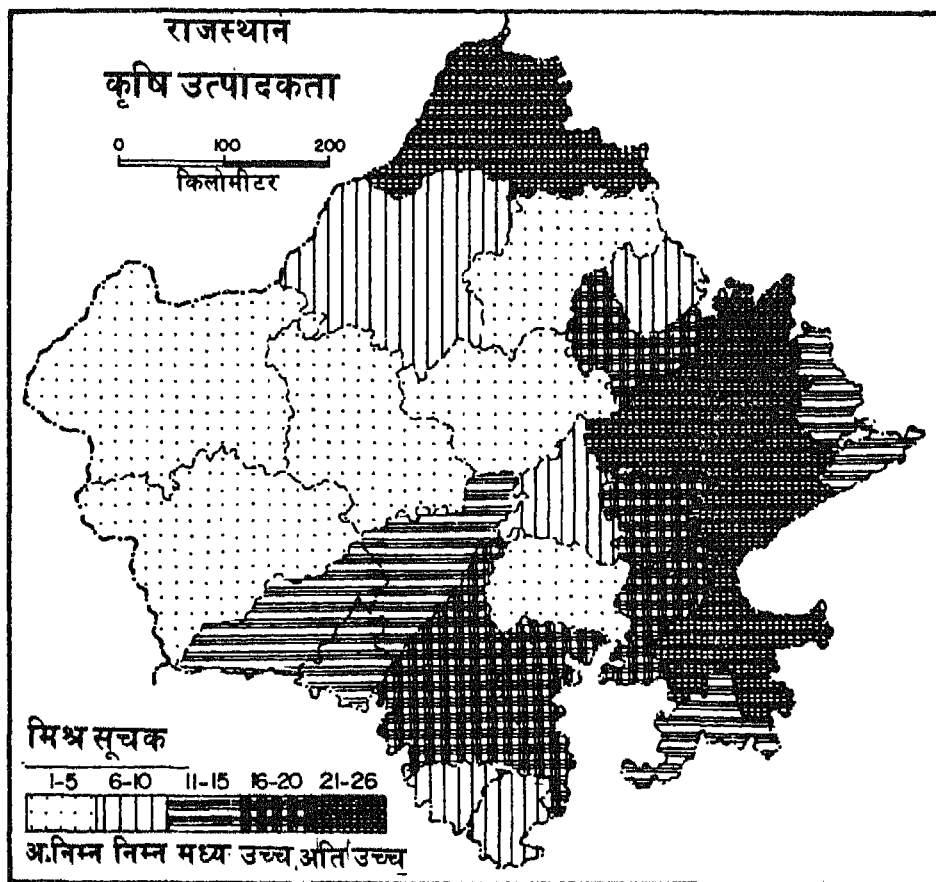 राजस्थान
कृषि उत्पादकता
0 100 200
किलोमीटर
मिश्र सूचक
1-5 6-10 11-15 16-20 21-26
अ.निम्न निम्न मध्य उच्च अति उच्च